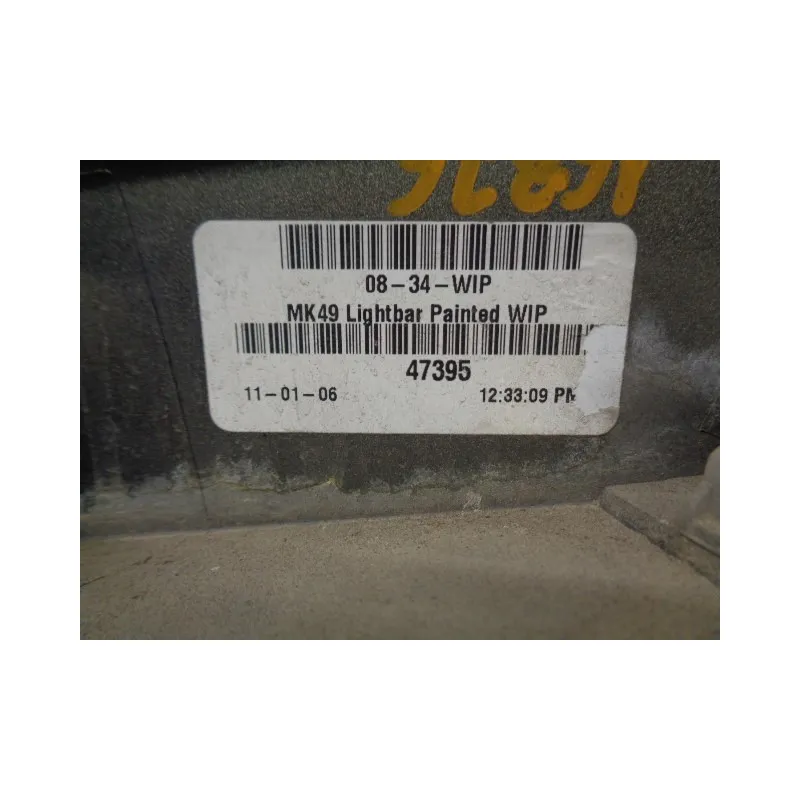 08-34-WIP
MK49 Lightbar Painted WIP
47395
11-01-06 12:33:09 PM